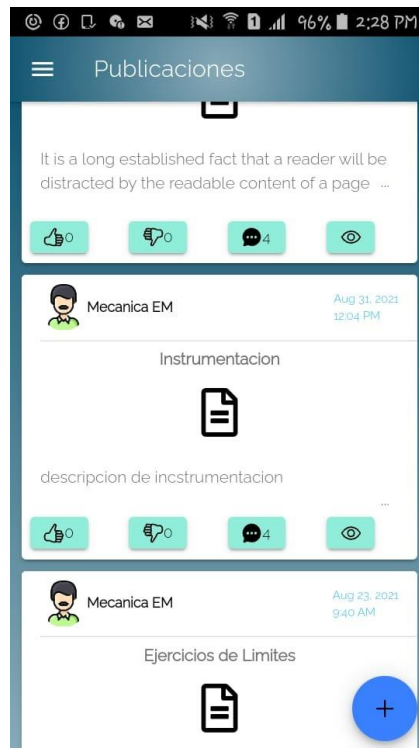 96% 2:28 PM
Publicaciones
It is a long established fact that a reader will be
distracted by the readable content of a page ...
0 0 4
Mecanica EM
Aug 31, 2021
12:04 PM
Instrumentacion
descripcion de incstrumentacion
...
0 0 4
Mecanica EM
Aug 23, 2021
9:40 AM
Ejercicios de Limites
+